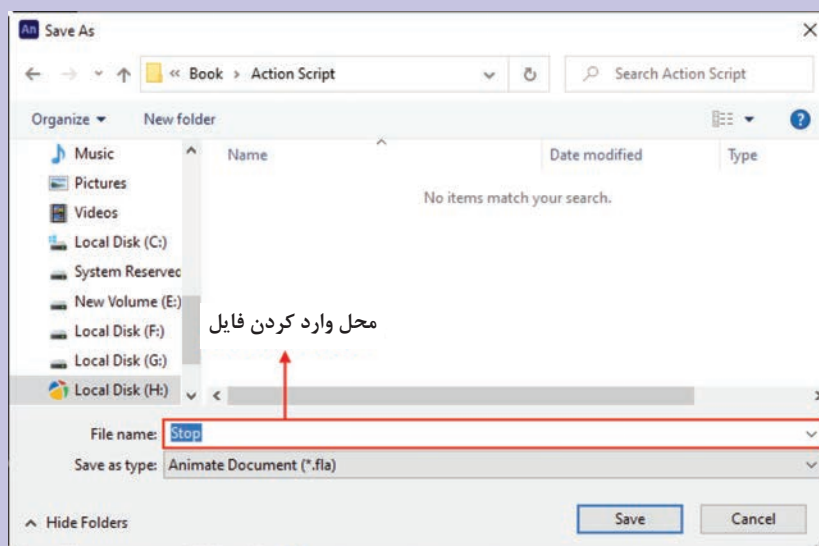 An Save As
« Book > Action Script
Search Action Script
Organize
New folder
Name
Date modified
Type
Music
Pictures
Videos
Local Disk (C:)
System Reserved
New Volume (E:)
Local Disk (F:)
Local Disk (G:)
Local Disk (H:)
No items match your search.
محل وارد کردن فایل
File name: Stop
Save as type: Animate Document (*.fla)
Hide Folders
Save
Cancel